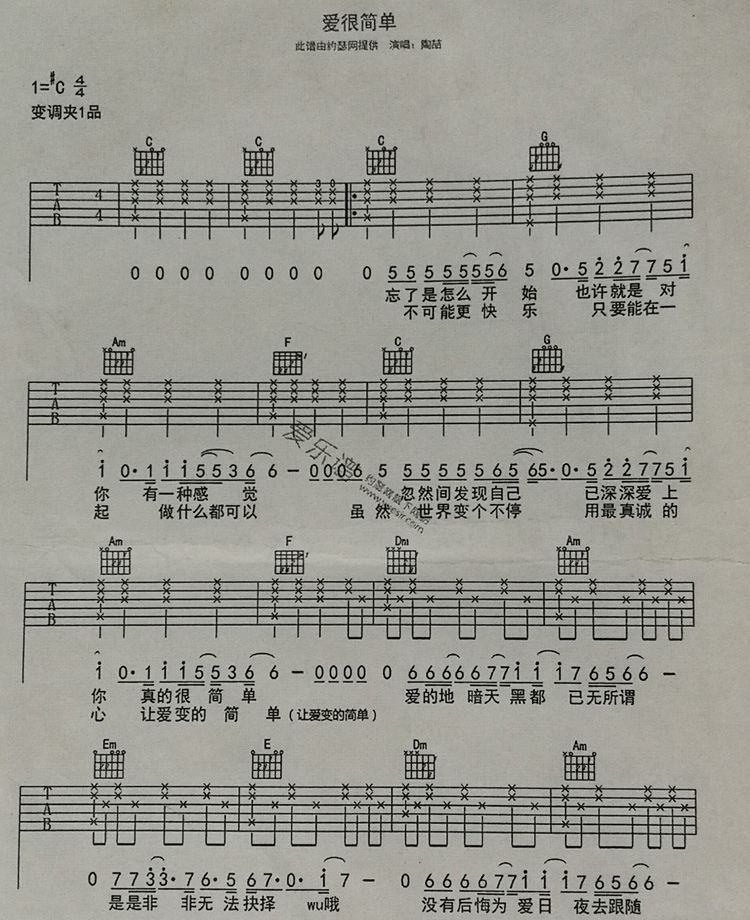 爱很简单
此谱由约瑟网提供 演唱：陶喆
1=#C 4/4
变调夹1品
C C C G
T A B 4 4 3 0
0 0 0 0 0 0 0 0 0 5 5 5 5 5 5 5 6 5 0· 5 2 2 7 7 5 1
忘了是怎么 开 始 也许就是 对
不可能更 快 乐 只要能在一
Am F C G
T A B
1 0· 1 1 1 5 5 3 6 6 - 0 0 0 6 5 5 5 5 5 5 6 5 6 5· 0· 5 2 2 7 7 5 1
你 有一种感 觉 忽然间发现自己 已深深爱上
起 做什么都可以 虽 然 世界变个不停 用最真诚的
爱乐谱
Am F Dm Am
T A B
1 0· 1 1 1 5 5 3 6 6 - 0 0 0 0 0 6 6 6 6 6 7 7 1 1 1 7 6 5 6 6 -
你 真的很 简 单 爱的地 暗天 黑都 已无所谓
心 让爱变的 简 单（让爱变的简单）
Em E Dm Am
T A B
0 7 7 3 3· 7 6· 5 6 7· 0· 1 7 - 0 6 6 6 6 7 1 1 1 7 6 5 6 6 -
是是非 非无 法 抉择 wu哦 没有后悔为 爱日 夜去跟随